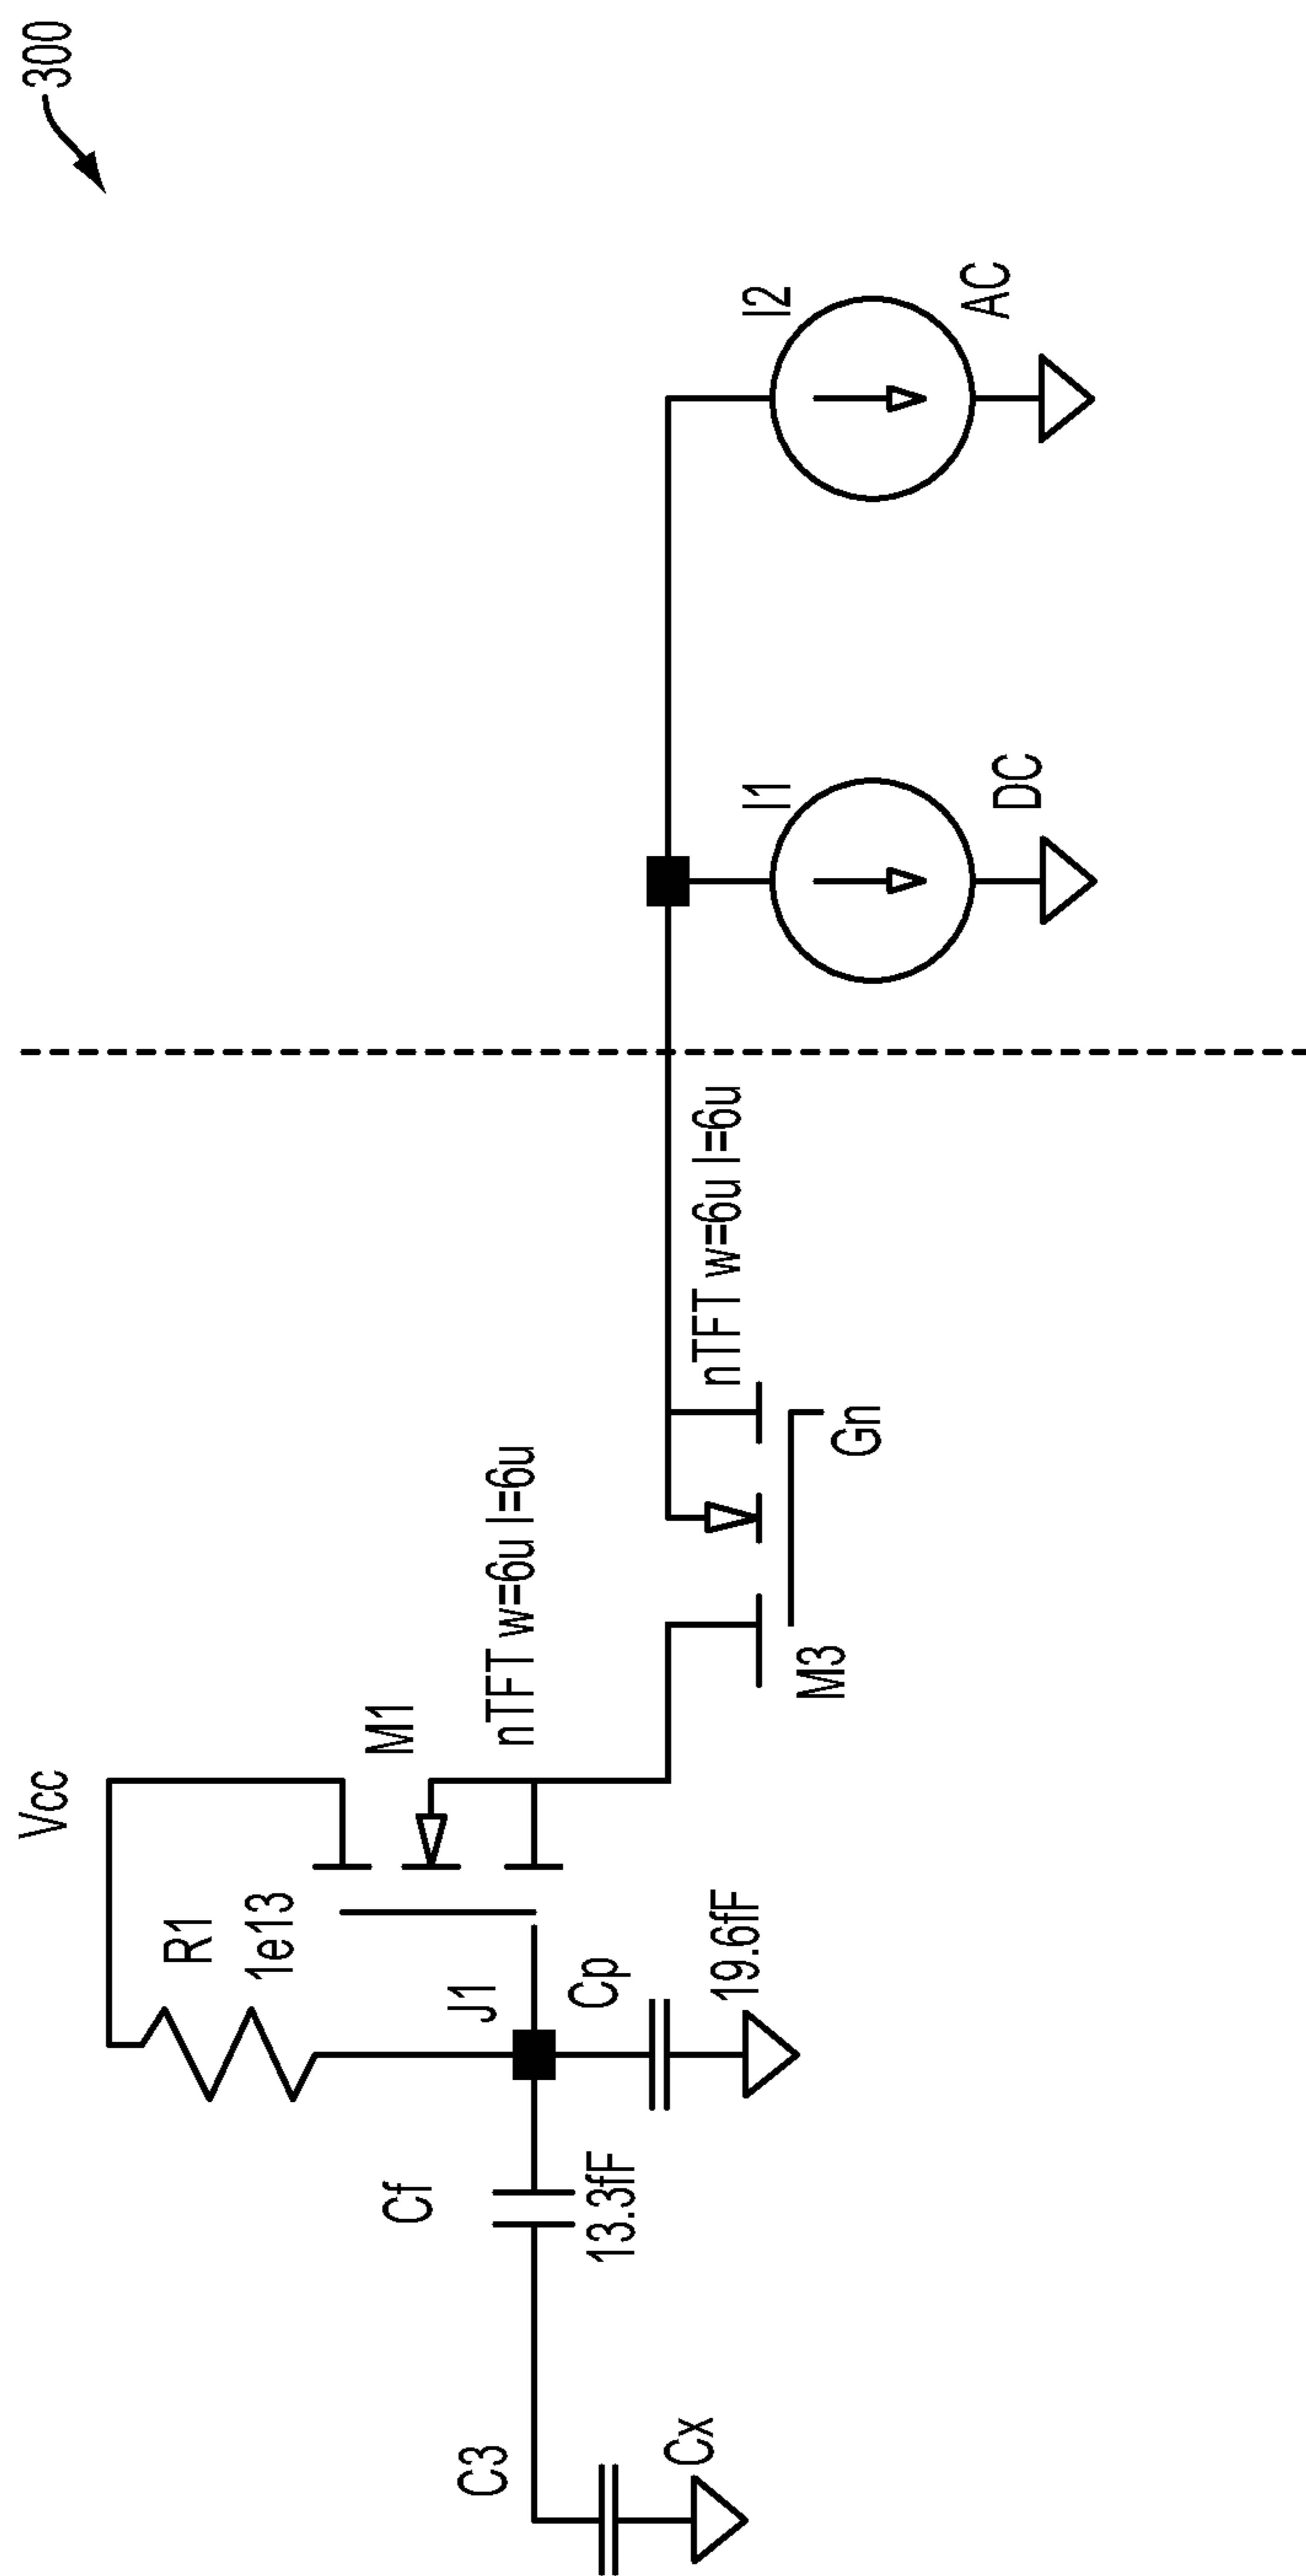 300
Vcc
R1
1e13
M1
J1
nTFT w=6u l=6u
Cf
13.3fF
Cp
19.6fF
C3
Cx
M3
Gn
nTFT w=6u l=6u
I1
DC
I2
AC